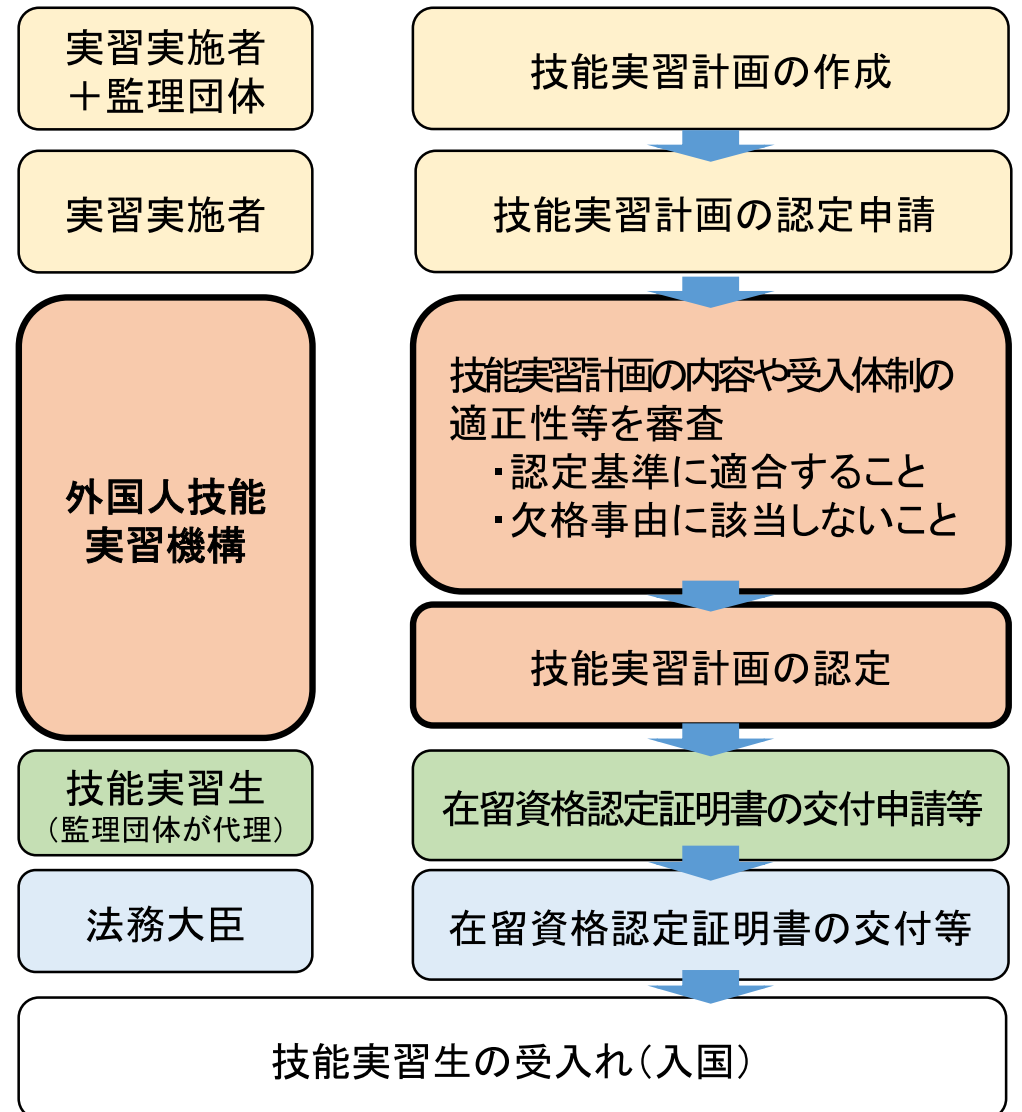 実習実施者
＋監理団体
技能実習計画の作成
実習実施者
技能実習計画の認定申請
外国人技能
実習機構
技能実習計画の内容や受入体制の
適正性等を審査
・認定基準に適合すること
・欠格事由に該当しないこと
技能実習計画の認定
技能実習生
（監理団体が代理）
在留資格認定証明書の交付申請等
法務大臣
在留資格認定証明書の交付等
技能実習生の受入れ（入国）